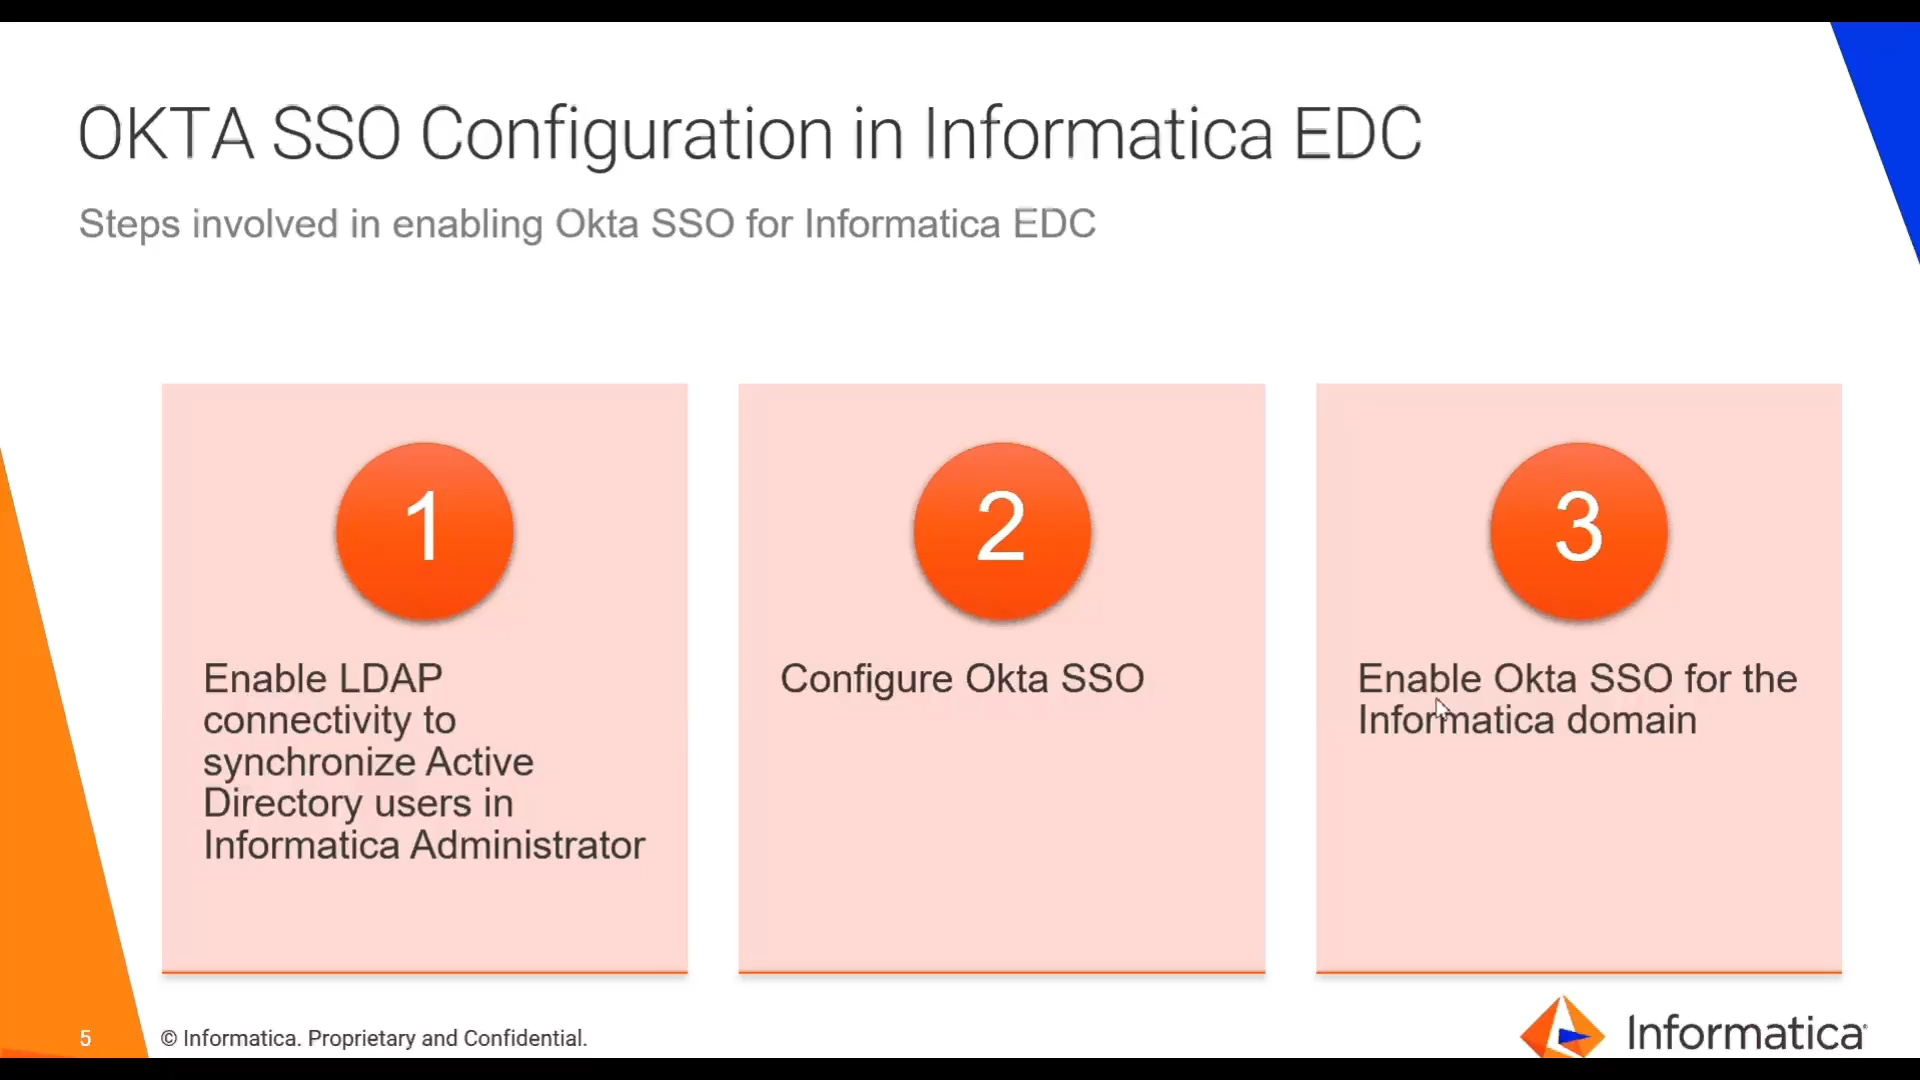 OKTA SSO Configuration in Informatica EDC
Steps involved in enabling Okta SSO for Informatica EDC
1
Enable LDAP
connectivity to
synchronize Active
Directory users in
Informatica Administrator
2
Configure Okta SSO
3
Enable Okta SSO for the
Informatica domain
5
© Informatica. Proprietary and Confidential.
Informatica®